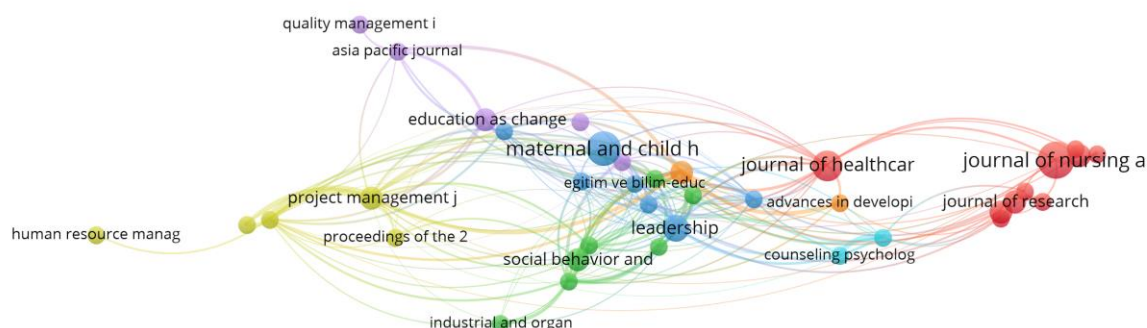 quality management i
asia pacific journal
education as change
maternal and child h
journal of healthcar
journal of nursing a
egitim ve bilim-educ
project management j
advances in developi
journal of research
human resource manag
proceedings of the 2
leadership
social behavior and
counseling psycholog
industrial and organ